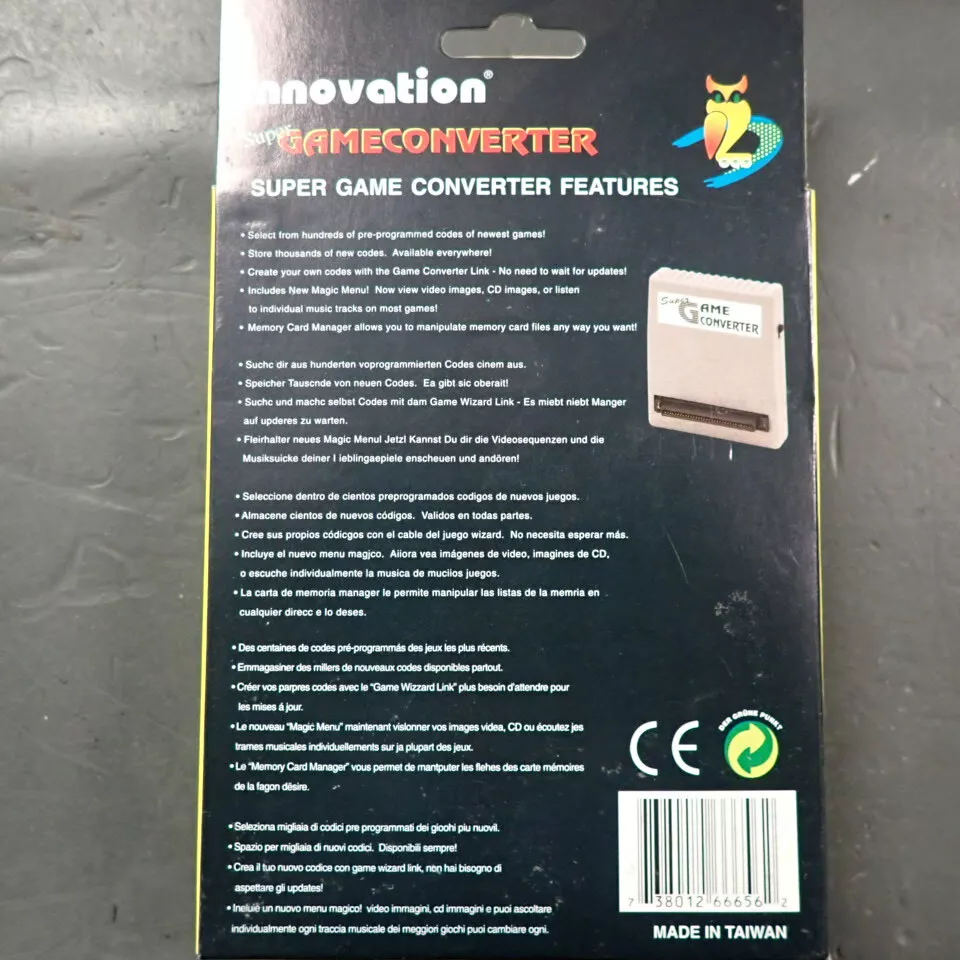 innovation®
Super GAMECONVERTER
ogo
SUPER GAME CONVERTER FEATURES
• Select from hundreds of pre-programmed codes of newest games!
• Store thousands of new codes. Available everywhere!
• Create your own codes with the Game Converter Link - No need to wait for updates!
• Includes New Magic Menu! Now view video images, CD images, or listen
to individual music tracks on most games!
• Memory Card Manager allows you to manipulate memory card files any way you want!
Super GAME
CONVERTER
• Suchc dir aus hunderten voprogrammierten Codes cinem aus.
• Speicher Tauscnde von neuen Codes. Ea gibt sic oberait!
• Suchc und machc selbst Codes mit dam Game Wizard Link - Es miebt niebt Manger
auf upderes zu warten.
• Fleirhalter neues Magic Menul Jetzl Kannst Du dir die Videosequenzen und die
Musiksuicke deiner I ieblingaepiele enscheuen und andören!
• Seleccione dentro de cientos preprogramados codigos de nuevos juegos.
• Almacene cientos de nuevos códigos. Validos en todas partes.
• Cree sus propios códicgos con el cable del juego wizard. No necesita esperar más.
• Incluye el nuevo menu magjco. Aiiora vea imágenes de video, imagines de CD,
o escuche individualmente la musica de muciios juegos.
• La carta de memoria manager le permite manipular las listas de la memria en
cualquier direcc e lo deses.
• Des centaines de codes pré-programmás des jeux les plus récents.
• Emmagasiner des millers de nouveaux codes disponibles partout.
• Créer vos parpres codes avec le "Game Wizzard Link" plus besoin d'attendre pour
les mises á jour.
• Le nouveau "Magic Menu" maintenant vislonner vos images videa, CD ou écoutez jes
trames musicales individuellements sur ja plupart des jeux.
• Le "Memory Card Manager" vous permet de mantputer les flehes des carte mémoires
de la fagon dësire.
• Seleziona migliaia di codici pre programmati dei giochi piu nuovil.
• Spazio per migliaia di nuovi codici. Disponibili sempre!
• Crea il tuo nuovo codice con game wizard link, non hai bisogno di
aspettare gli updates!
• Ineluie un nuovo menu magico! video immagini, cd immagini e puoi ascoltare
individualmente ogni traccia musicale dei meggiori giochi puoi cambiare ogni.
CE
DER GRÜNE PUNKT
7 38012 66656 2
MADE IN TAIWAN